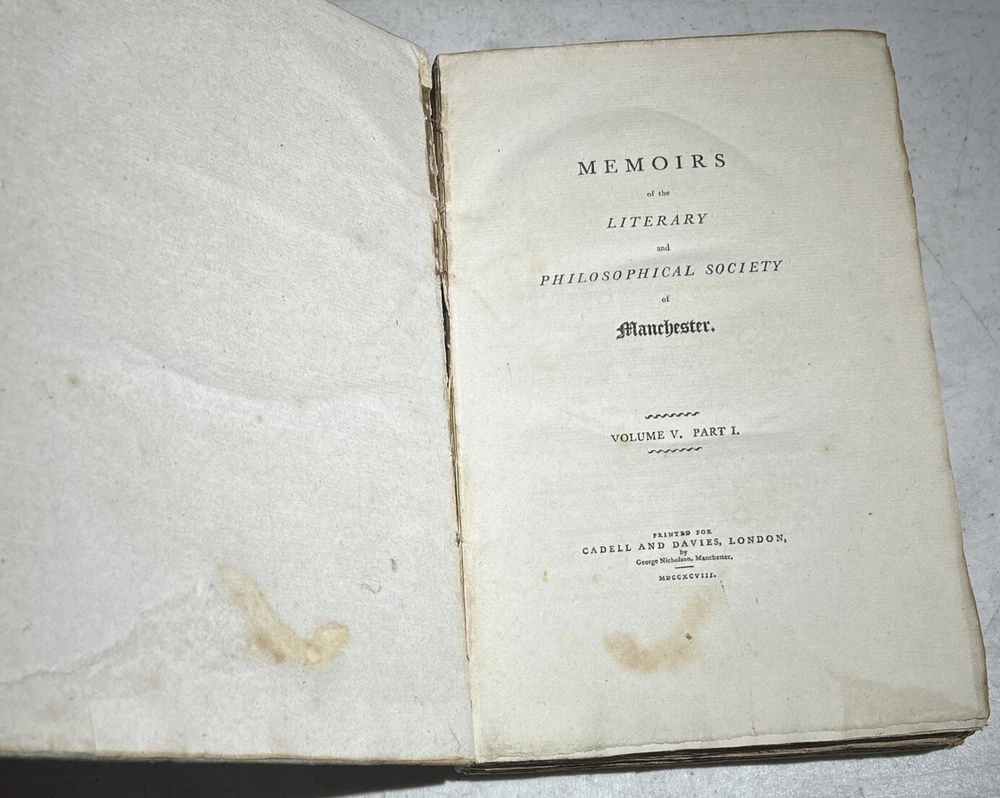 MEMOIRS
of the
LITERARY
and
PHILOSOPHICAL SOCIETY
of
Manchester.
VOLUME V. PART I.
PRINTED FOR
CADELL AND DAVIES, LONDON,
by
George Nicholson, Manchester.
MDCCXCVIII.